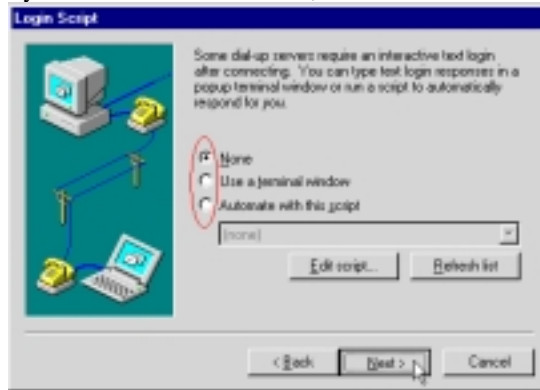 Login Script
Some dial-up servers require an interactive text login
after connecting. You can type text login responses in a
popup terminal window or run a script to automatically
respond for you.
None
Use a terminal window
Automate with this script
(none)
Edit script... Refresh list
< Back Next > Cancel